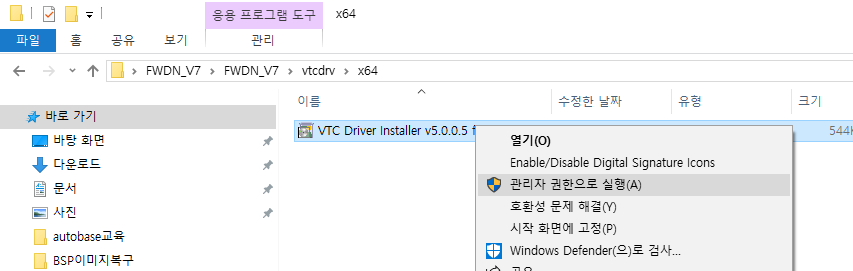 응용 프로그램 도구 x64
파일 홈 공유 보기 관리
FWDN_V7 > FWDN_V7 > vtcdrv > x64
이름 수정한 날짜 유형 크기
바로 가기
바탕 화면
다운로드
문서
사진
autobase교육
BSP이미지복구
VTC Driver Installer v5.0.0.5 f 544K
열기(O)
Enable/Disable Digital Signature Icons
관리자 권한으로 실행(A)
호환성 문제 해결(Y)
시작 화면에 고정(P)
Windows Defender(으)로 검사...